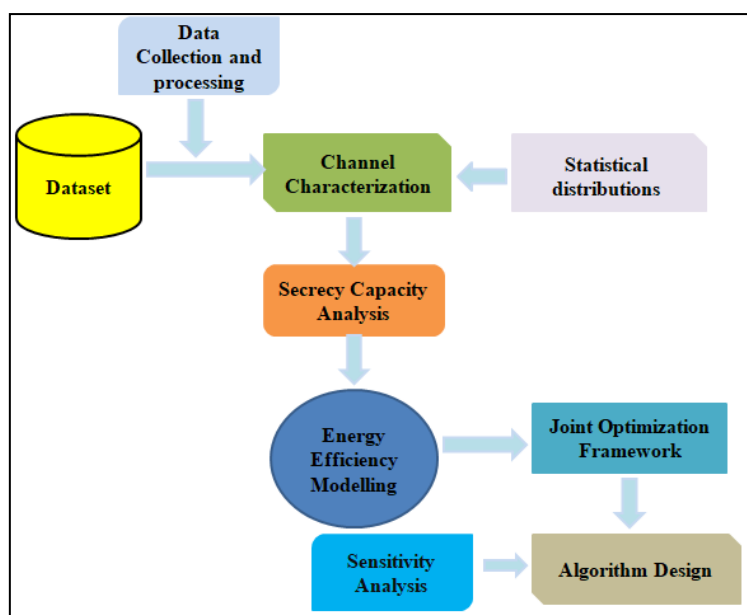 Data
Collection and
processing
Dataset
Channel
Characterization
Statistical
distributions
Secrecy Capacity
Analysis
Energy
Efficiency
Modelling
Joint Optimization
Framework
Sensitivity
Analysis
Algorithm Design